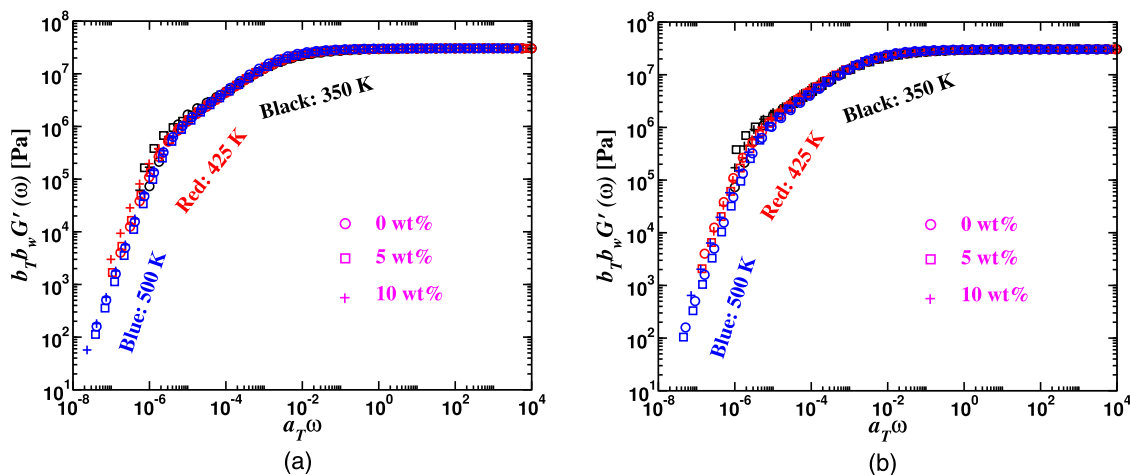 10^8
10^7
10^6
10^5
10^4
10^3
10^2
10^1
b_T b_w G′(ω) [Pa]
Black: 350 K
Red: 425 K
Blue: 500 K
0 wt%
5 wt%
10 wt%
10^-8 10^-6 10^-4 10^-2 10^0 10^2 10^4
a_T ω
(a)
10^8
10^7
10^6
10^5
10^4
10^3
10^2
10^1
b_T b_w G′(ω) [Pa]
Black: 350 K
Red: 425 K
Blue: 500 K
0 wt%
5 wt%
10 wt%
10^-8 10^-6 10^-4 10^-2 10^0 10^2 10^4
a_T ω
(b)